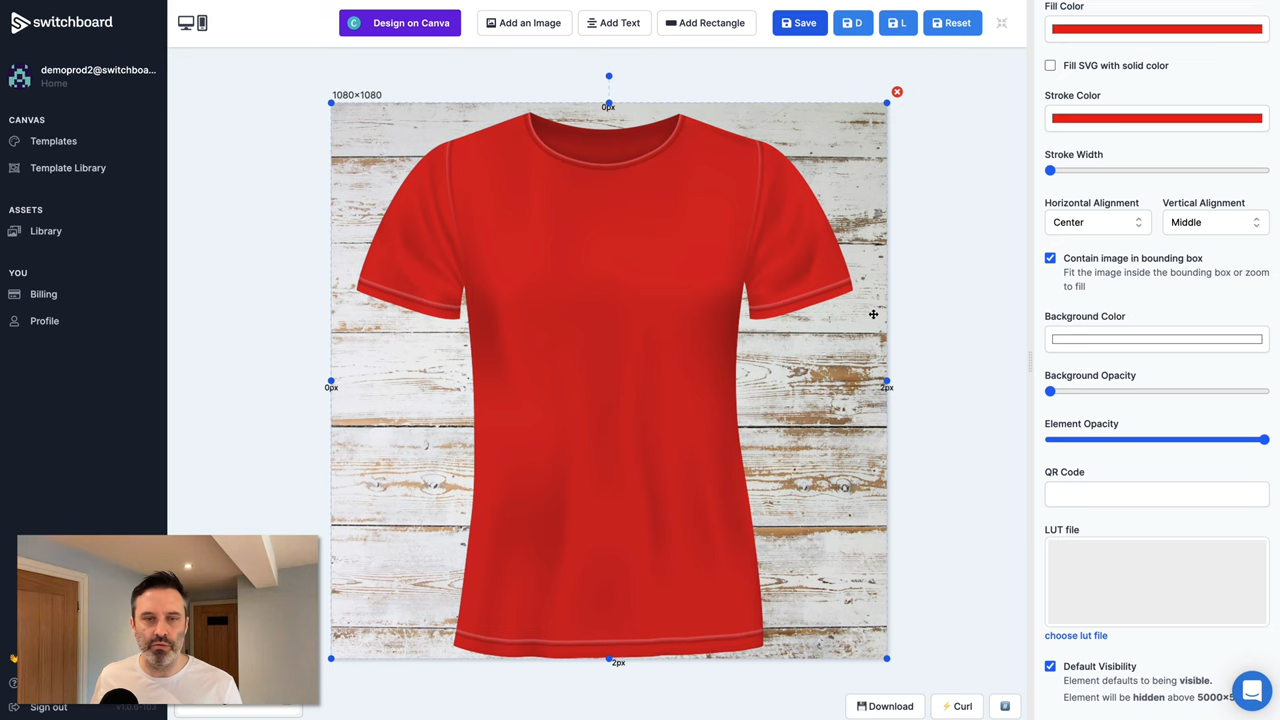 switchboard
demoprod2@switchboa...
Home
CANVAS
Templates
Template Library
ASSETS
Library
YOU
Billing
Profile
Sign out
v1.0.6-103
Design on Canva
Add an Image
Add Text
Add Rectangle
Save
D
L
Reset
1080×1080
0px
0px
2px
2px
Download
Curl
Fill Color
Fill SVG with solid color
Stroke Color
Stroke Width
Horizontal Alignment
Vertical Alignment
Center
Middle
Contain image in bounding box
Fit the image inside the bounding box or zoom
to fill
Background Color
Background Opacity
Element Opacity
QR Code
LUT file
choose lut file
Default Visibility
Element defaults to being visible.
Element will be hidden above